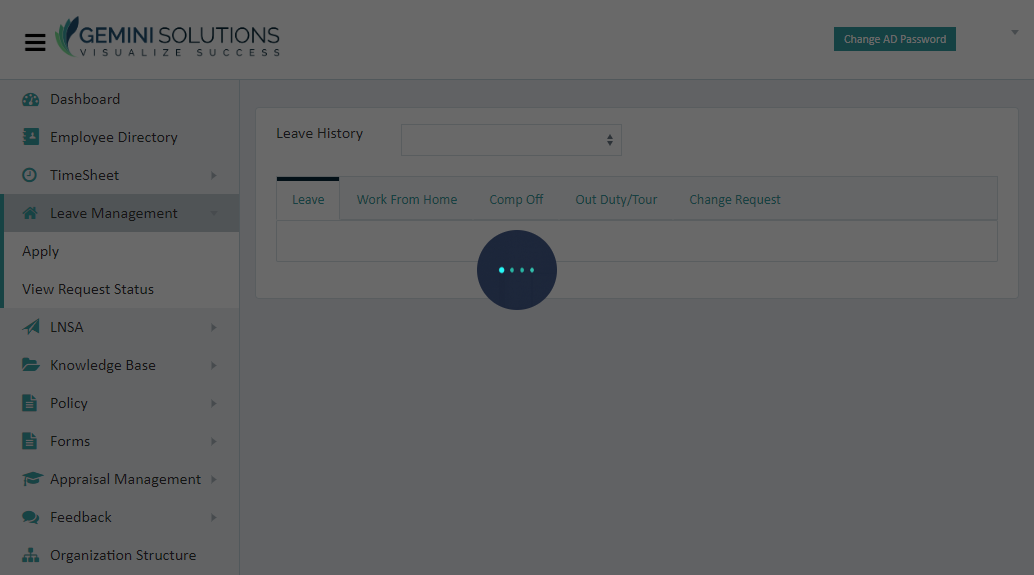 GEMINI SOLUTIONS
VISUALIZE SUCCESS
Change AD Password
Dashboard
Employee Directory
TimeSheet
Leave Management
Apply
View Request Status
LNSA
Knowledge Base
Policy
Forms
Appraisal Management
Feedback
Organization Structure
Leave History
Leave Work From Home Comp Off Out Duty/Tour Change Request